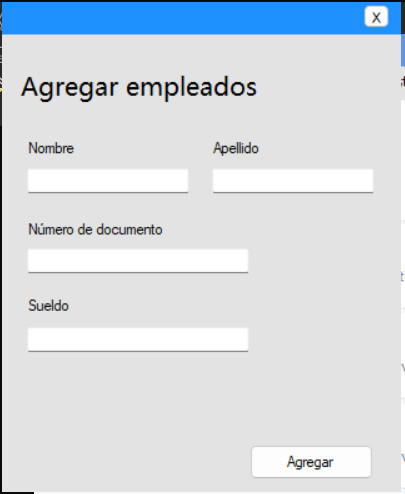 X
Agregar empleados
Nombre Apellido
Número de documento
Sueldo
Agregar